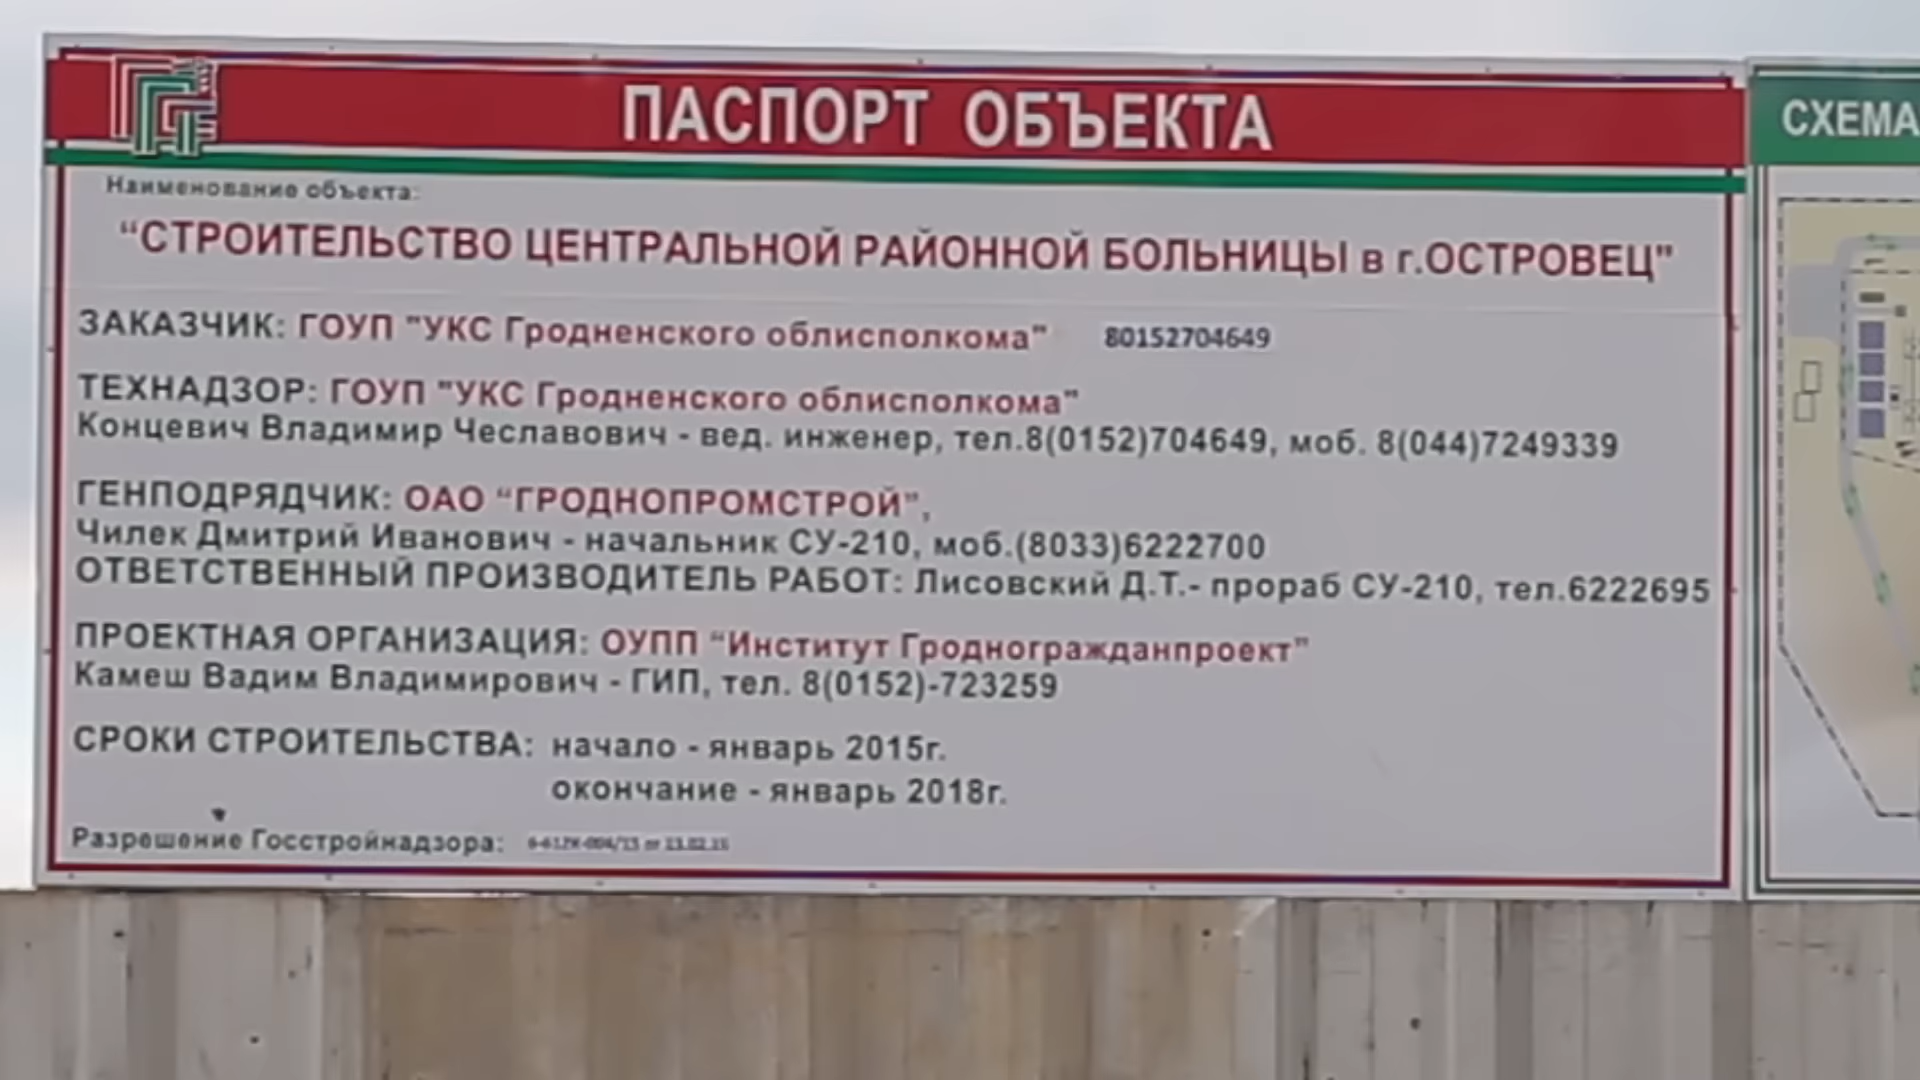 ПАСПОРТ ОБЪЕКТА
СХЕМА
Наименование объекта:
“СТРОИТЕЛЬСТВО ЦЕНТРАЛЬНОЙ РАЙОННОЙ БОЛЬНИЦЫ в г.ОСТРОВЕЦ”
ЗАКАЗЧИК: ГОУП "УКС Гродненского облисполкома" 80152704649
ТЕХНАДЗОР: ГОУП "УКС Гродненского облисполкома"
Концевич Владимир Чеславович - вед. инженер, тел.8(0152)704649, моб. 8(044)7249339
ГЕНПОДРЯДЧИК: ОАО “ГРОДНОПРОМСТРОЙ”,
Чилек Дмитрий Иванович - начальник СУ-210, моб.(8033)6222700
ОТВЕТСТВЕННЫЙ ПРОИЗВОДИТЕЛЬ РАБОТ: Лисовский Д.Т.- прораб СУ-210, тел.6222695
ПРОЕКТНАЯ ОРГАНИЗАЦИЯ: ОУПП “Институт Гродногражданпроект”
Камеш Вадим Владимирович - ГИП, тел. 8(0152)-723259
СРОКИ СТРОИТЕЛЬСТВА: начало - январь 2015г.
окончание - январь 2018г.
Разрешение Госстройнадзора: